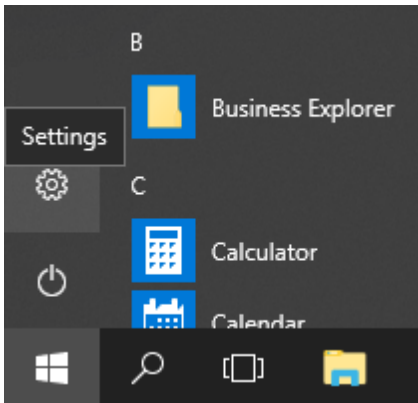 B
Business Explorer
Settings
C
Calculator
Calendar